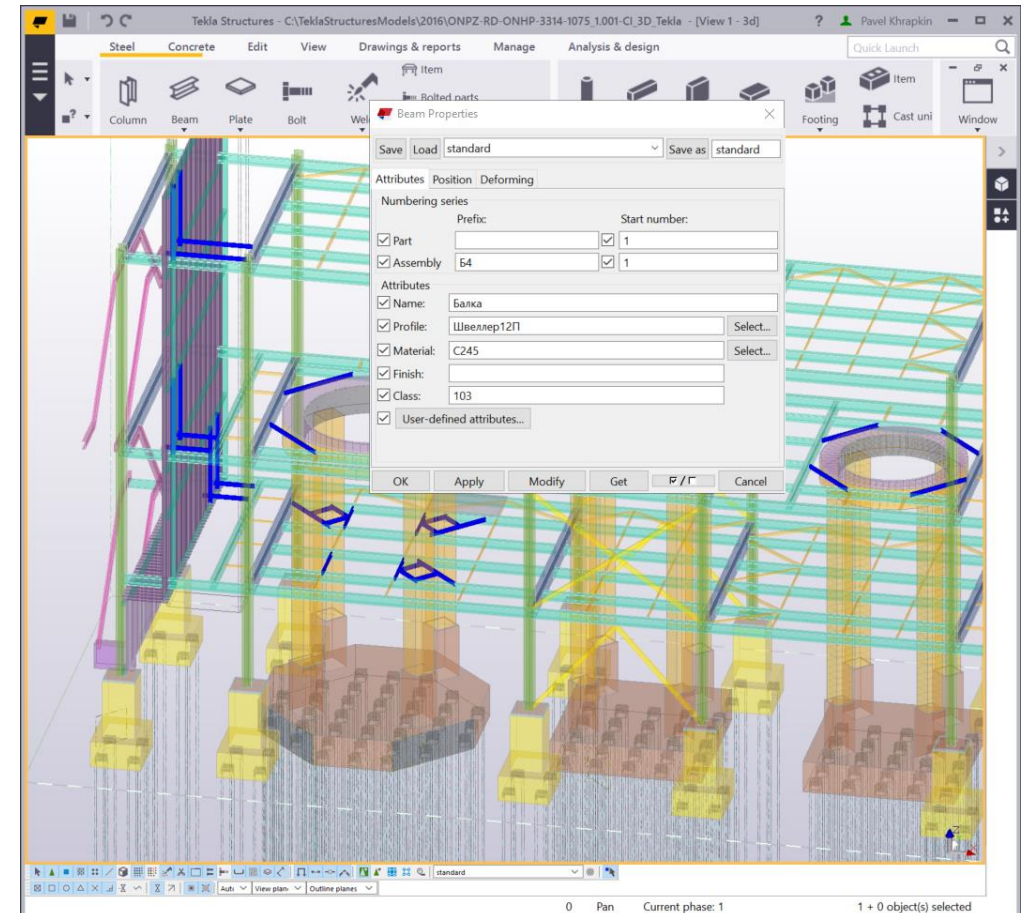 Tekla Structures - C:\TeklaStructuresModels\2016\ONPZ-RD-ONHP-3314-1075_1.001-CI_3D_Tekla - [View 1 - 3d]
? Pavel Khrapkin
Steel Concrete Edit View Drawings & reports Manage Analysis & design Quick Launch
Item
Bolted parts
Item
Column Beam Plate Bolt Footing Cast uni Window
Beam Properties
Save Load standard Save as standard
Attributes Position Deforming
Numbering series
Prefix: Start number:
Part 1
Assembly Б4 1
Attributes
Name: Балка
Profile: Швеллер12П Select...
Material: C245 Select...
Finish:
Class: 103
User-defined attributes...
OK Apply Modify Get / Cancel
Z
standard
View plan Outline planes
0 Pan Current phase: 1 1 + 0 object(s) selected